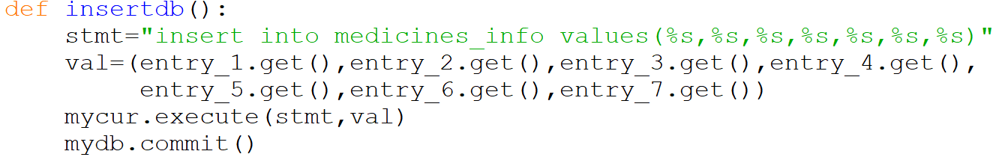 def insertdb():
    stmt="insert into medicines_info values(%s,%s,%s,%s,%s,%s,%s)"
    val=(entry_1.get(),entry_2.get(),entry_3.get(),entry_4.get(),
         entry_5.get(),entry_6.get(),entry_7.get())
    mycur.execute(stmt,val)
    mydb.commit()